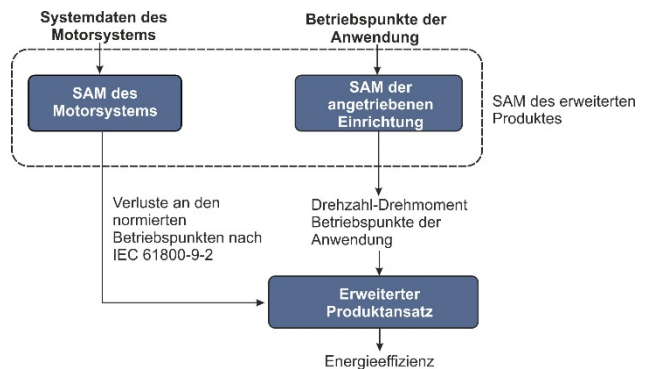 Systemdaten des
Motorsystems
Betriebspunkte der
Anwendung
SAM des
Motorsystems
SAM der
angetriebenen
Einrichtung
SAM des erweiterten
Produktes
Verluste an den
normierten
Betriebspunkten nach
IEC 61800-9-2
Drehzahl-Drehmoment
Betriebspunkte der
Anwendung
Erweiterter
Produktansatz
Energieeffizienz